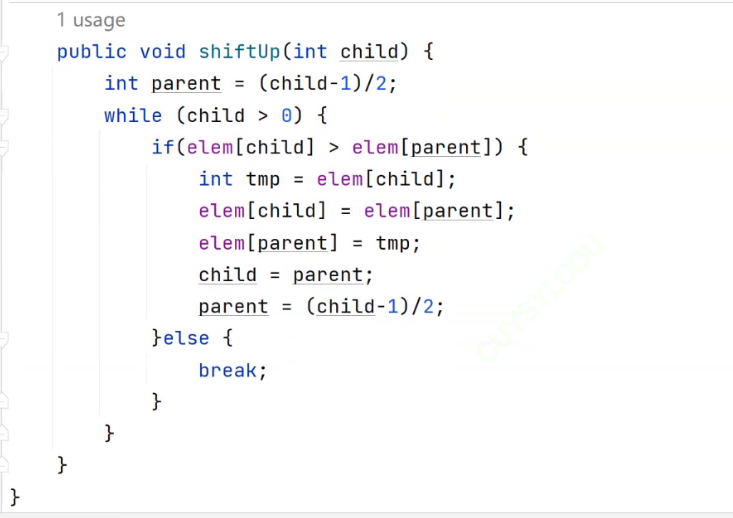 1 usage
public void shiftUp(int child) {
    int parent = (child-1)/2;
    while (child > 0) {
        if(elem[child] > elem[parent]) {
            int tmp = elem[child];
            elem[child] = elem[parent];
            elem[parent] = tmp;
            child = parent;
            parent = (child-1)/2;
        }else {
            break;
        }
    }
}
}